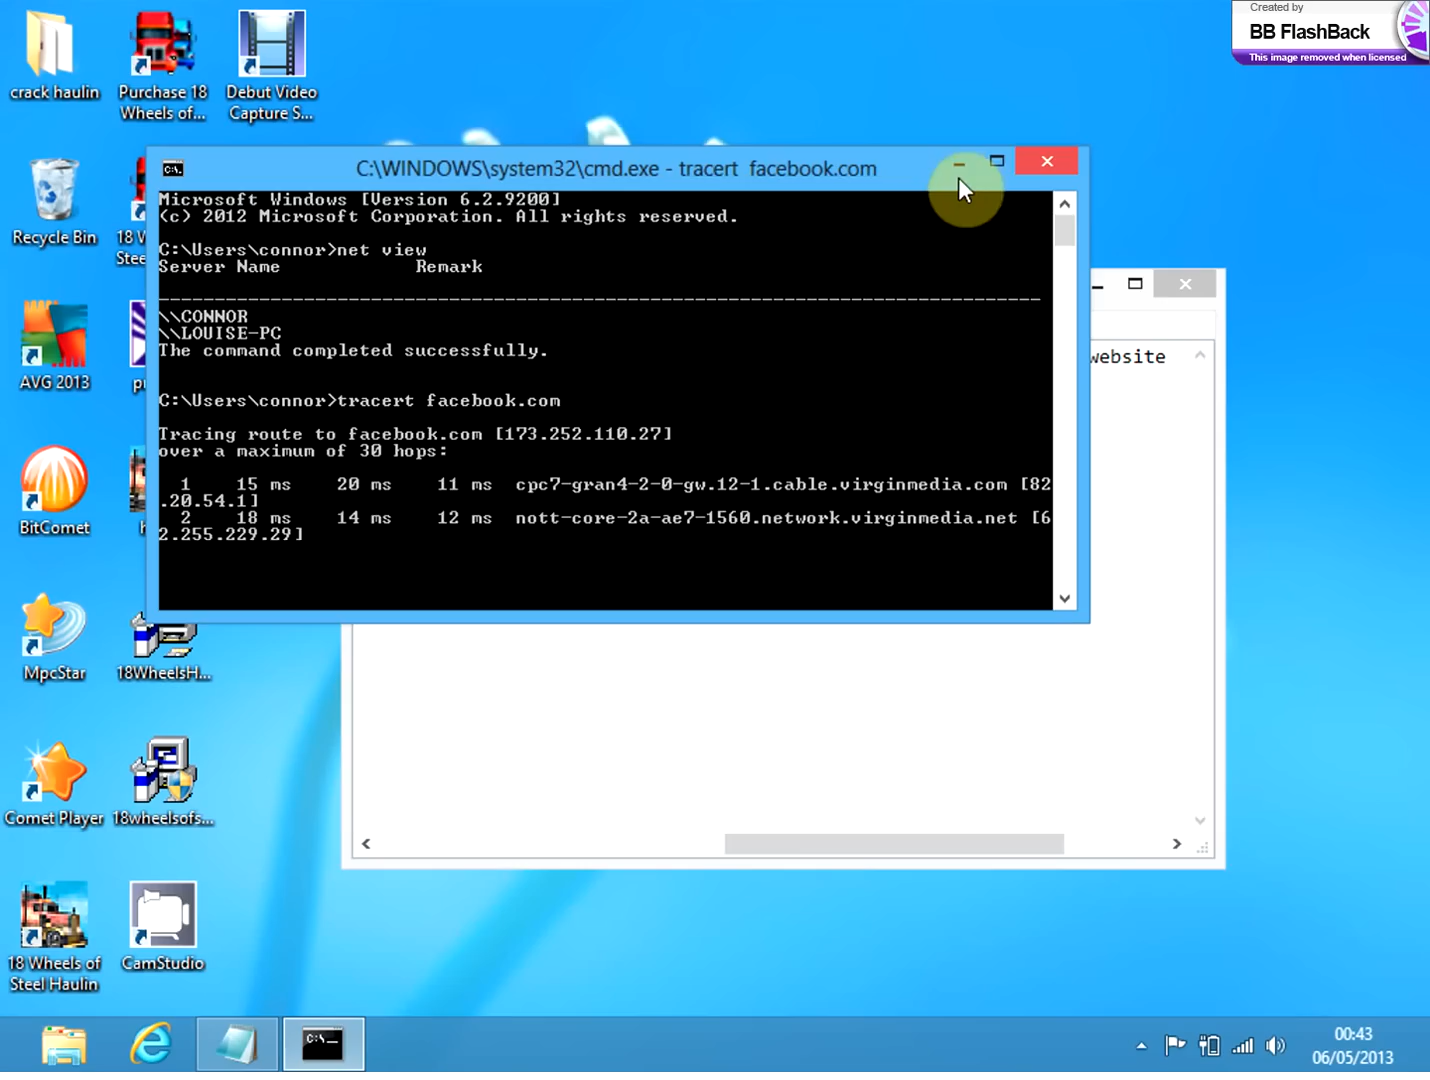 Created by
BB FlashBack
This image removed when licensed
crack haulin
Purchase 18
Wheels of...
Debut Video
Capture S...
C:\WINDOWS\system32\cmd.exe - tracert  facebook.com
Microsoft Windows [Version 6.2.9200]
(c) 2012 Microsoft Corporation. All rights reserved.
C:\Users\connor>net view
Server Name            Remark
-------------------------------------------------------------------------------
\\CONNOR
\\LOUISE-PC
The command completed successfully.
C:\Users\connor>tracert facebook.com
Tracing route to facebook.com [173.252.110.27]
over a maximum of 30 hops:
1    15 ms    20 ms    11 ms  cpc7-gran4-2-0-gw.12-1.cable.virginmedia.com [82
.20.54.1]
2    18 ms    14 ms    12 ms  nott-core-2a-ae7-1560.network.virginmedia.net [6
2.255.229.29]
website
Recycle Bin
18 W
Stee
AVG 2013
BitComet
MpcStar
18WheelsH...
Comet Player
18wheelsofs...
18 Wheels of
Steel Haulin
CamStudio
C:\_
00:43
06/05/2013